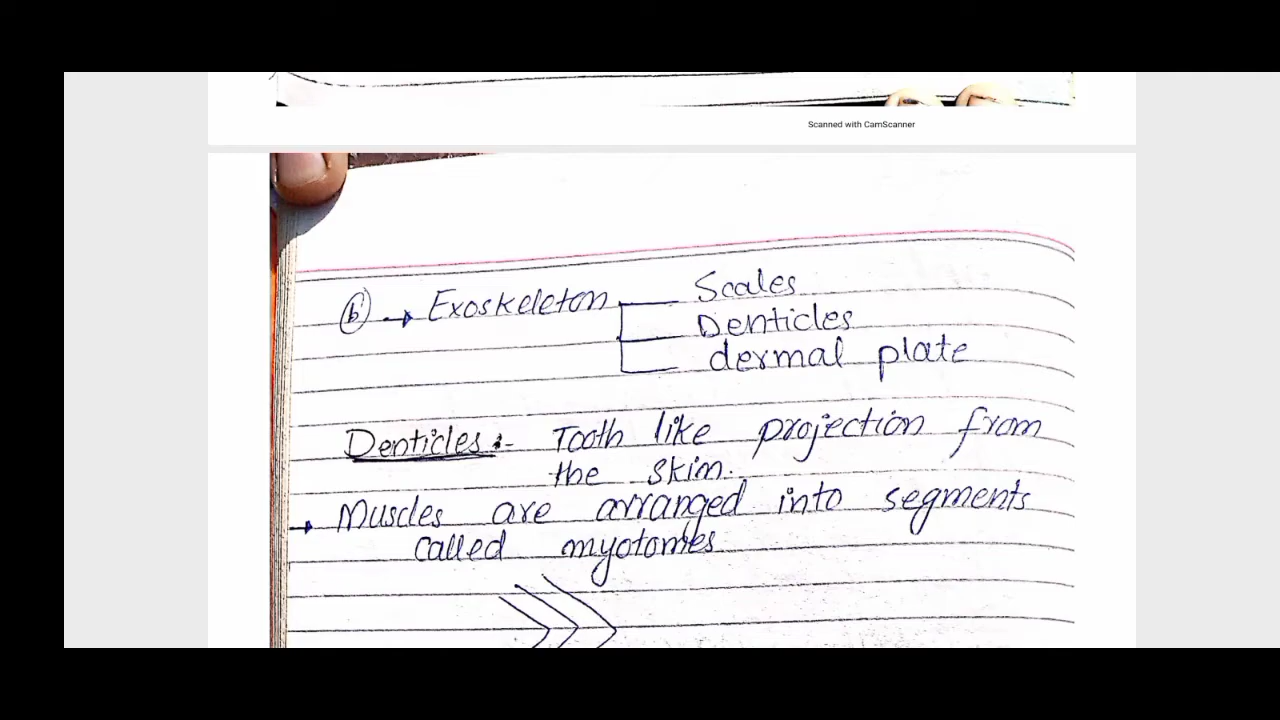 Scanned with CamScanner
(b) → Exoskeleton
Scales
Denticles
dermal plate
Denticles :- Tooth like projection from
the skin.
→ Muscles are arranged into segments
called myotomes